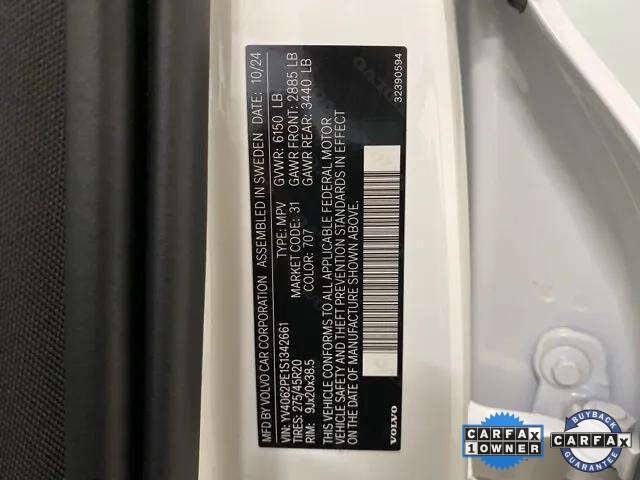 MFD BY VOLVO CAR CORPORATION ASSEMBLED IN SWEDEN DATE: 10/24
VIN: YV4062PE1S1342661 TYPE: MPV GVWR: 6150 LB
TIRES: 275/45R20 MARKET CODE: 31 GAWR FRONT: 2885 LB
RIM: 9Jx20x38.5 COLOR: 707 GAWR REAR: 3440 LB
THIS VEHICLE CONFORMS TO ALL APPLICABLE FEDERAL MOTOR
VEHICLE SAFETY AND THEFT PREVENTION STANDARDS IN EFFECT
ON THE DATE OF MANUFACTURE SHOWN ABOVE.
VOLVO
32390594
CARFAX
1 OWNER
BUYBACK
CARFAX
GUARANTEE